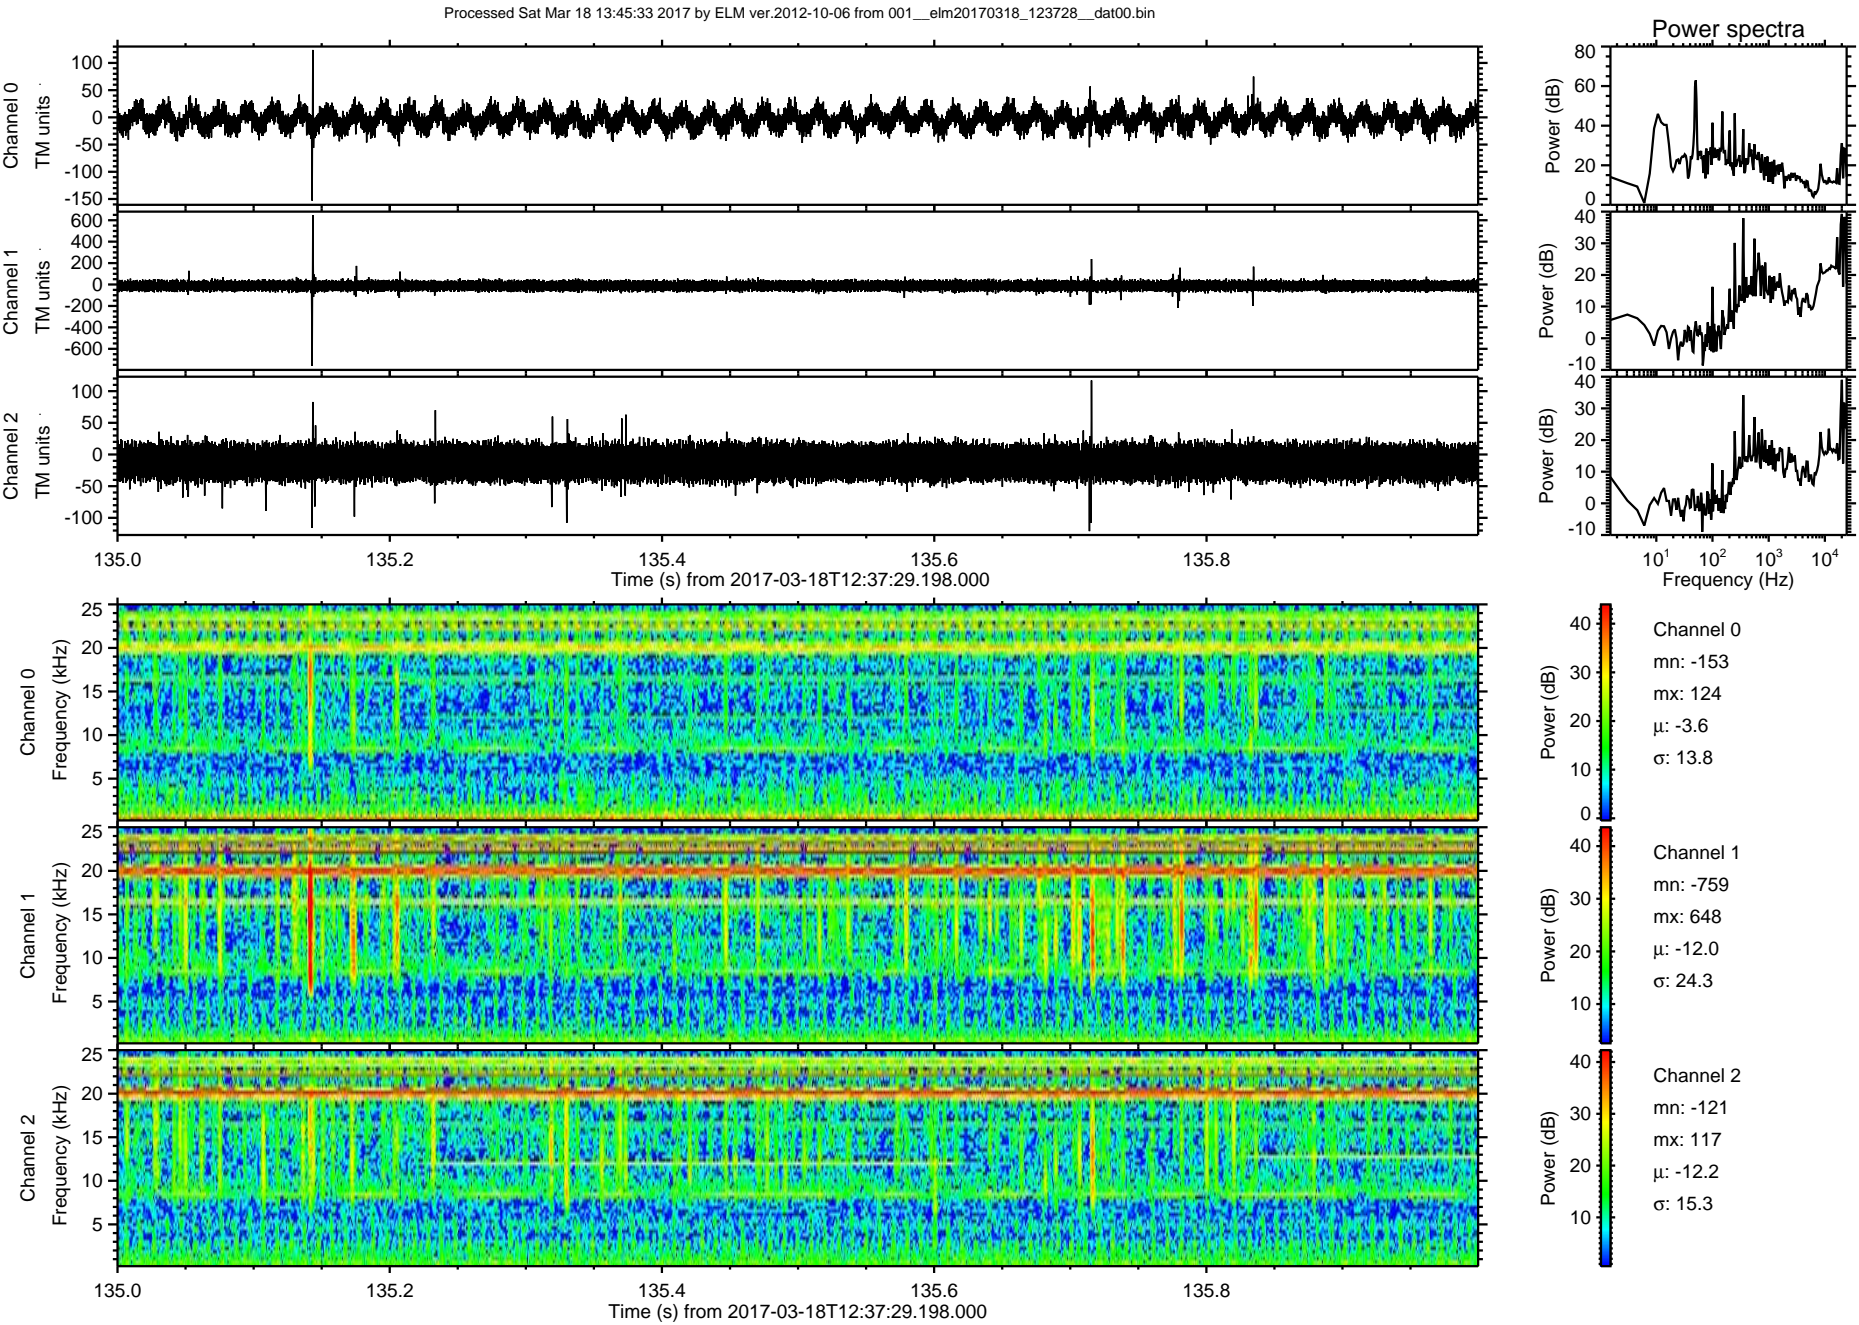 Processed Sat Mar 18 13:45:33 2017 by ELM ver.2012-10-06 from 001__elm20170318_123728__dat00.bin
Power spectra
Channel 0
TM units
100
50
0
-50
-100
-150
Power (dB)
80
60
40
20
0
Channel 1
TM units
600
400
200
0
-200
-400
-600
Power (dB)
40
30
20
10
0
-10
Channel 2
TM units
100
50
0
-50
-100
Power (dB)
40
30
20
10
0
-10
135.0 135.2 135.4 135.6 135.8
Time (s) from 2017-03-18T12:37:29.198.000
10¹ 10² 10³ 10⁴
Frequency (Hz)
Channel 0
Frequency (kHz)
25
20
15
10
5
Power (dB)
40
30
20
10
0
Channel 0
mn: -153
mx: 124
µ: -3.6
σ: 13.8
Channel 1
Frequency (kHz)
25
20
15
10
5
Power (dB)
40
30
20
10
Channel 1
mn: -759
mx: 648
µ: -12.0
σ: 24.3
Channel 2
Frequency (kHz)
25
20
15
10
5
Power (dB)
40
30
20
10
Channel 2
mn: -121
mx: 117
µ: -12.2
σ: 15.3
135.0 135.2 135.4 135.6 135.8
Time (s) from 2017-03-18T12:37:29.198.000